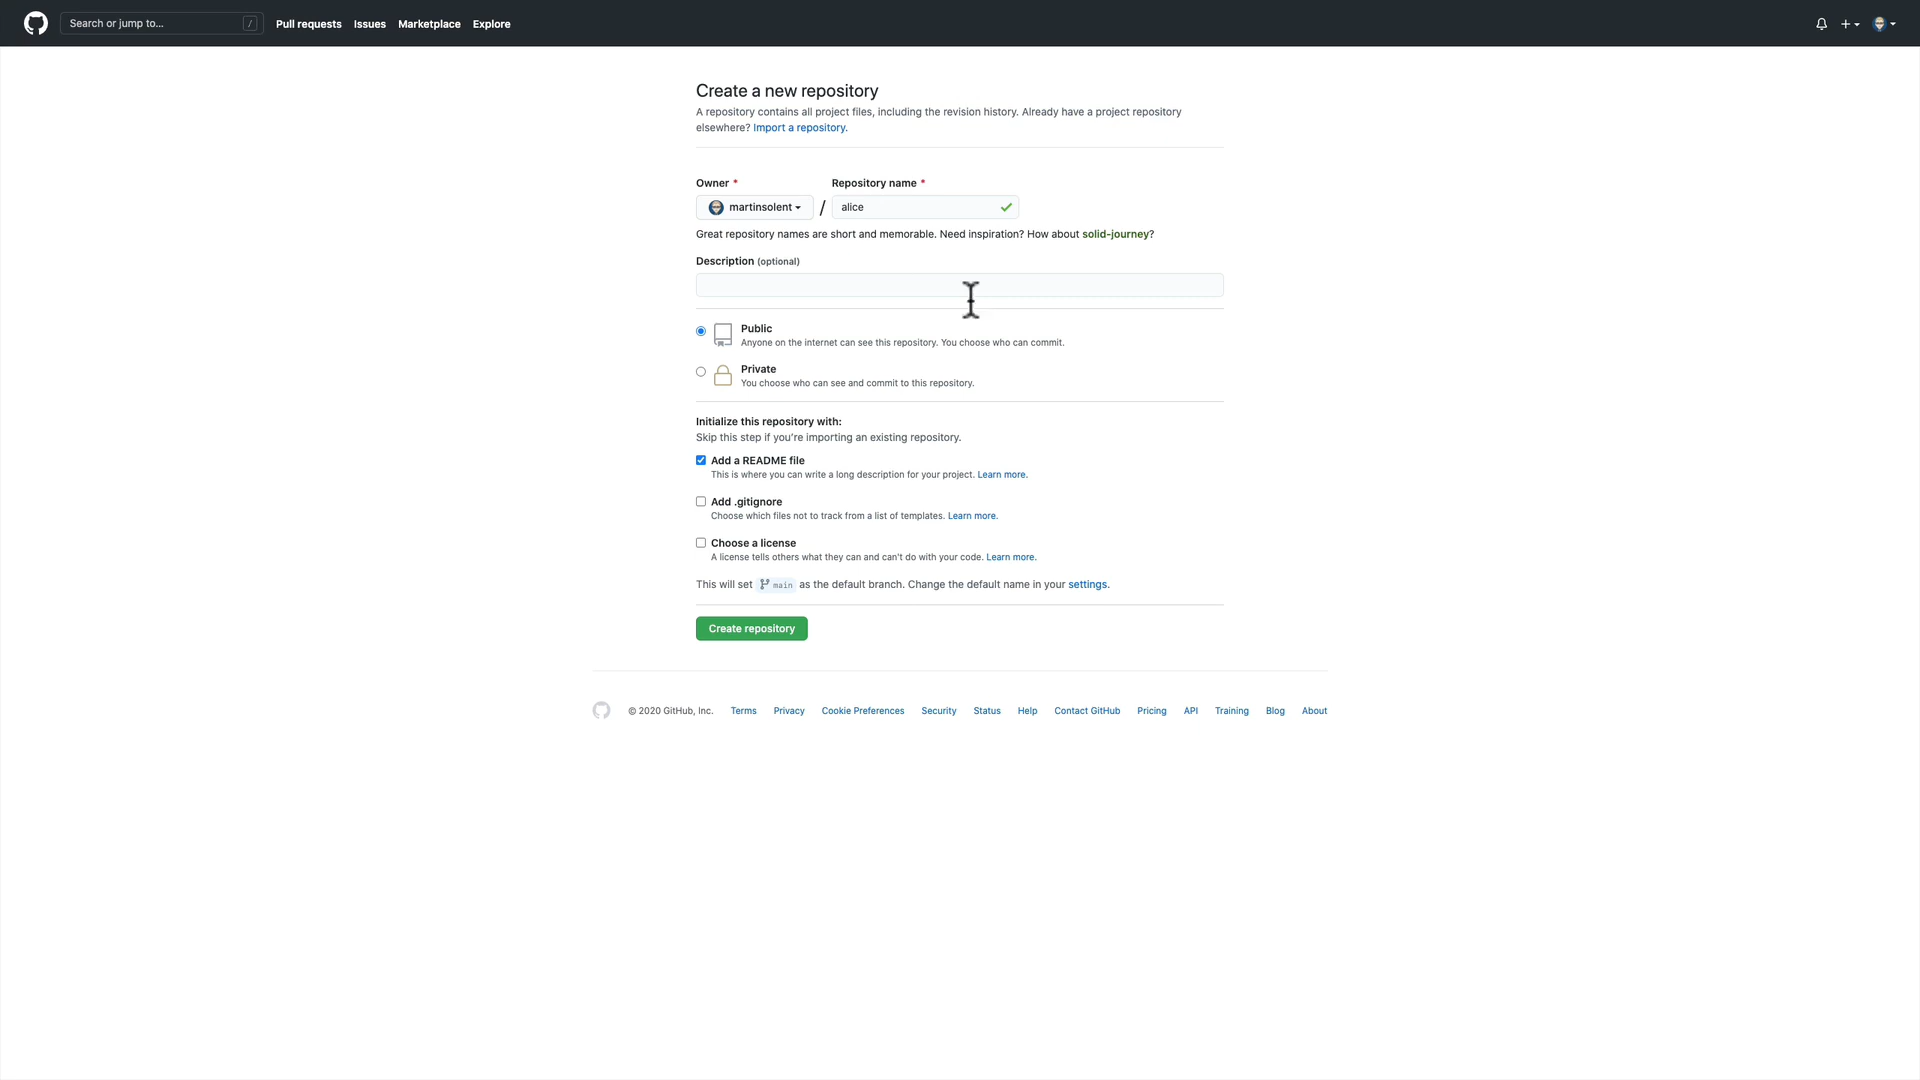 Search or jump to... /
Pull requests Issues Marketplace Explore
Create a new repository
A repository contains all project files, including the revision history. Already have a project repository
elsewhere? Import a repository.
Owner * Repository name *
martinsolent / alice
Great repository names are short and memorable. Need inspiration? How about solid-journey?
Description (optional)
Public
Anyone on the internet can see this repository. You choose who can commit.
Private
You choose who can see and commit to this repository.
Initialize this repository with:
Skip this step if you're importing an existing repository.
Add a README file
This is where you can write a long description for your project. Learn more.
Add .gitignore
Choose which files not to track from a list of templates. Learn more.
Choose a license
A license tells others what they can and can't do with your code. Learn more.
This will set main as the default branch. Change the default name in your settings.
Create repository
© 2020 GitHub, Inc. Terms Privacy Cookie Preferences Security Status Help Contact GitHub Pricing API Training Blog About